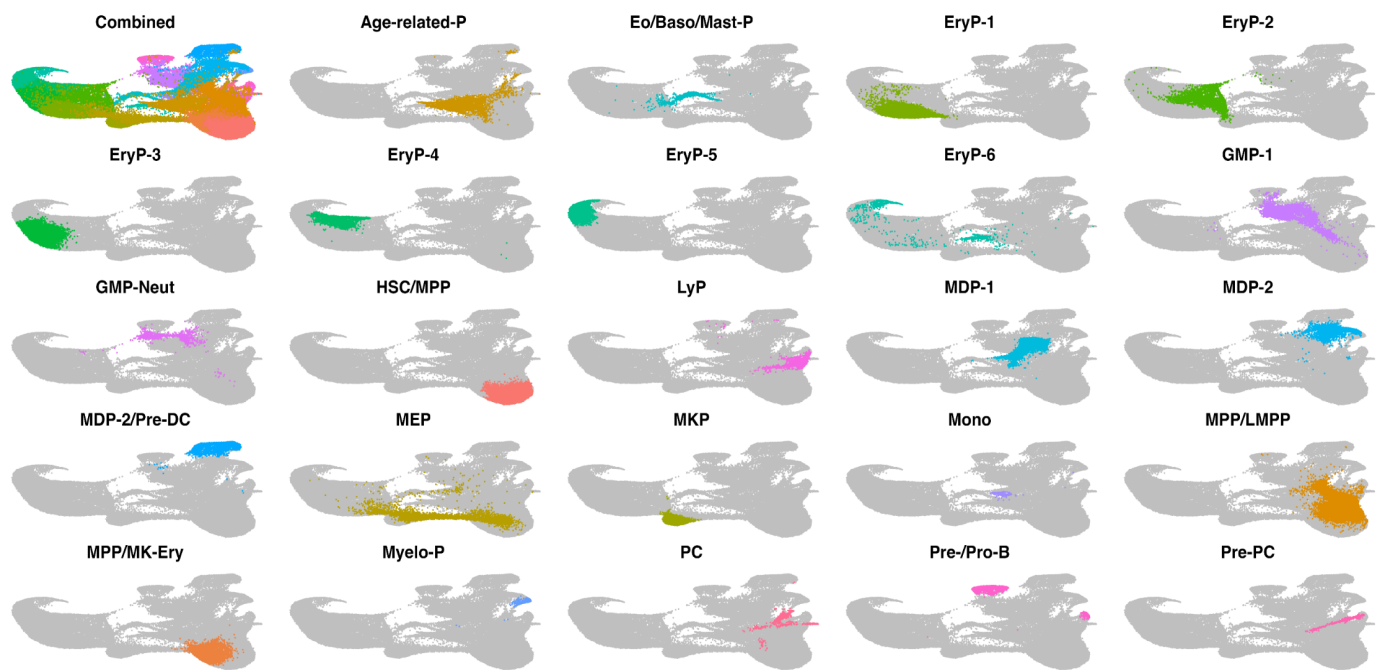 Combined Age-related-P Eo/Baso/Mast-P EryP-1 EryP-2
EryP-3 EryP-4 EryP-5 EryP-6 GMP-1
GMP-Neut HSC/MPP LyP MDP-1 MDP-2
MDP-2/Pre-DC MEP MKP Mono MPP/LMPP
MPP/MK-Ery Myelo-P PC Pre-/Pro-B Pre-PC